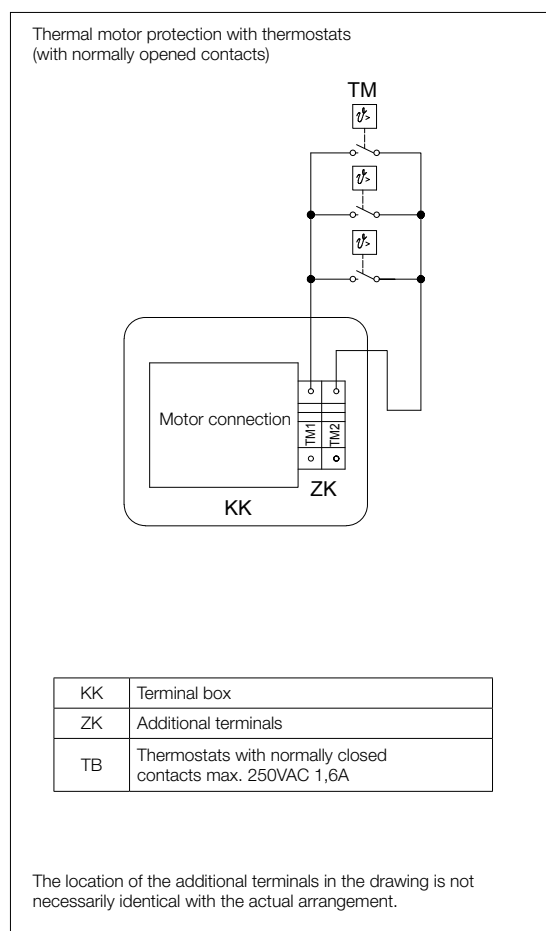 Thermal motor protection with thermostats
(with normally opened contacts)
TM
ϑ>
ϑ>
ϑ>
Motor connection
TM1
TM2
ZK
KK
KK Terminal box
ZK Additional terminals
TB Thermostats with normally closed
contacts max. 250VAC 1,6A
The location of the additional terminals in the drawing is not
necessarily identical with the actual arrangement.